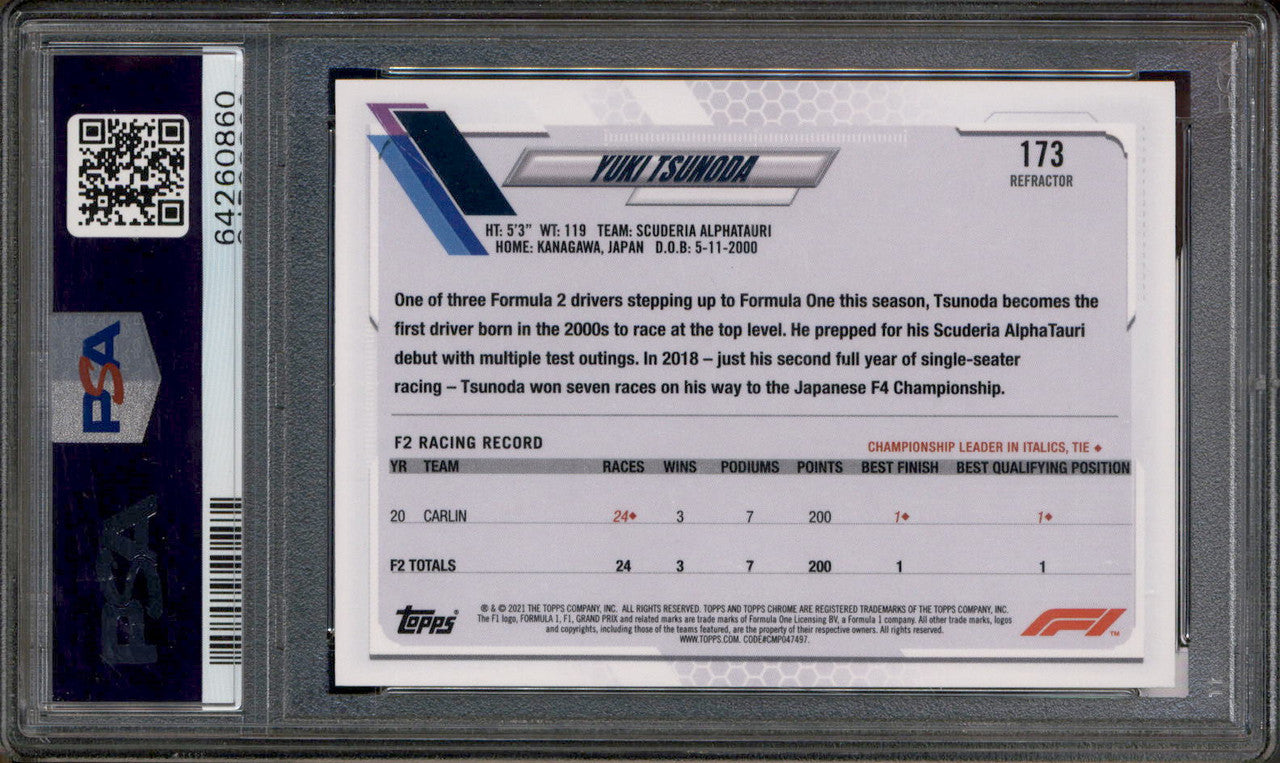 64260860
PSA
PSA
YUKI TSUNODA
173
REFRACTOR
HT: 5'3" WT: 119 TEAM: SCUDERIA ALPHATAURI
HOME: KANAGAWA, JAPAN D.O.B: 5-11-2000
One of three Formula 2 drivers stepping up to Formula One this season, Tsunoda becomes the
first driver born in the 2000s to race at the top level. He prepped for his Scuderia AlphaTauri
debut with multiple test outings. In 2018 – just his second full year of single-seater
racing – Tsunoda won seven races on his way to the Japanese F4 Championship.
F2 RACING RECORD
CHAMPIONSHIP LEADER IN ITALICS, TIE ♦
YR TEAM RACES WINS PODIUMS POINTS BEST FINISH BEST QUALIFYING POSITION
20 CARLIN 24♦ 3 7 200 1♦ 1♦
F2 TOTALS 24 3 7 200 1 1
Topps®
® & © 2021 THE TOPPS COMPANY, INC. ALL RIGHTS RESERVED. TOPPS AND TOPPS CHROME ARE REGISTERED TRADEMARKS OF THE TOPPS COMPANY, INC.
The F1 logo, FORMULA 1, F1, GRAND PRIX and related marks are trade marks of Formula One Licensing BV, a Formula 1 company. All other trade marks, logos
and copyrights, including those of the teams featured, are the property of their respective owners. All rights reserved.
WWW.TOPPS.COM. CODE#CMP047497.
F1™